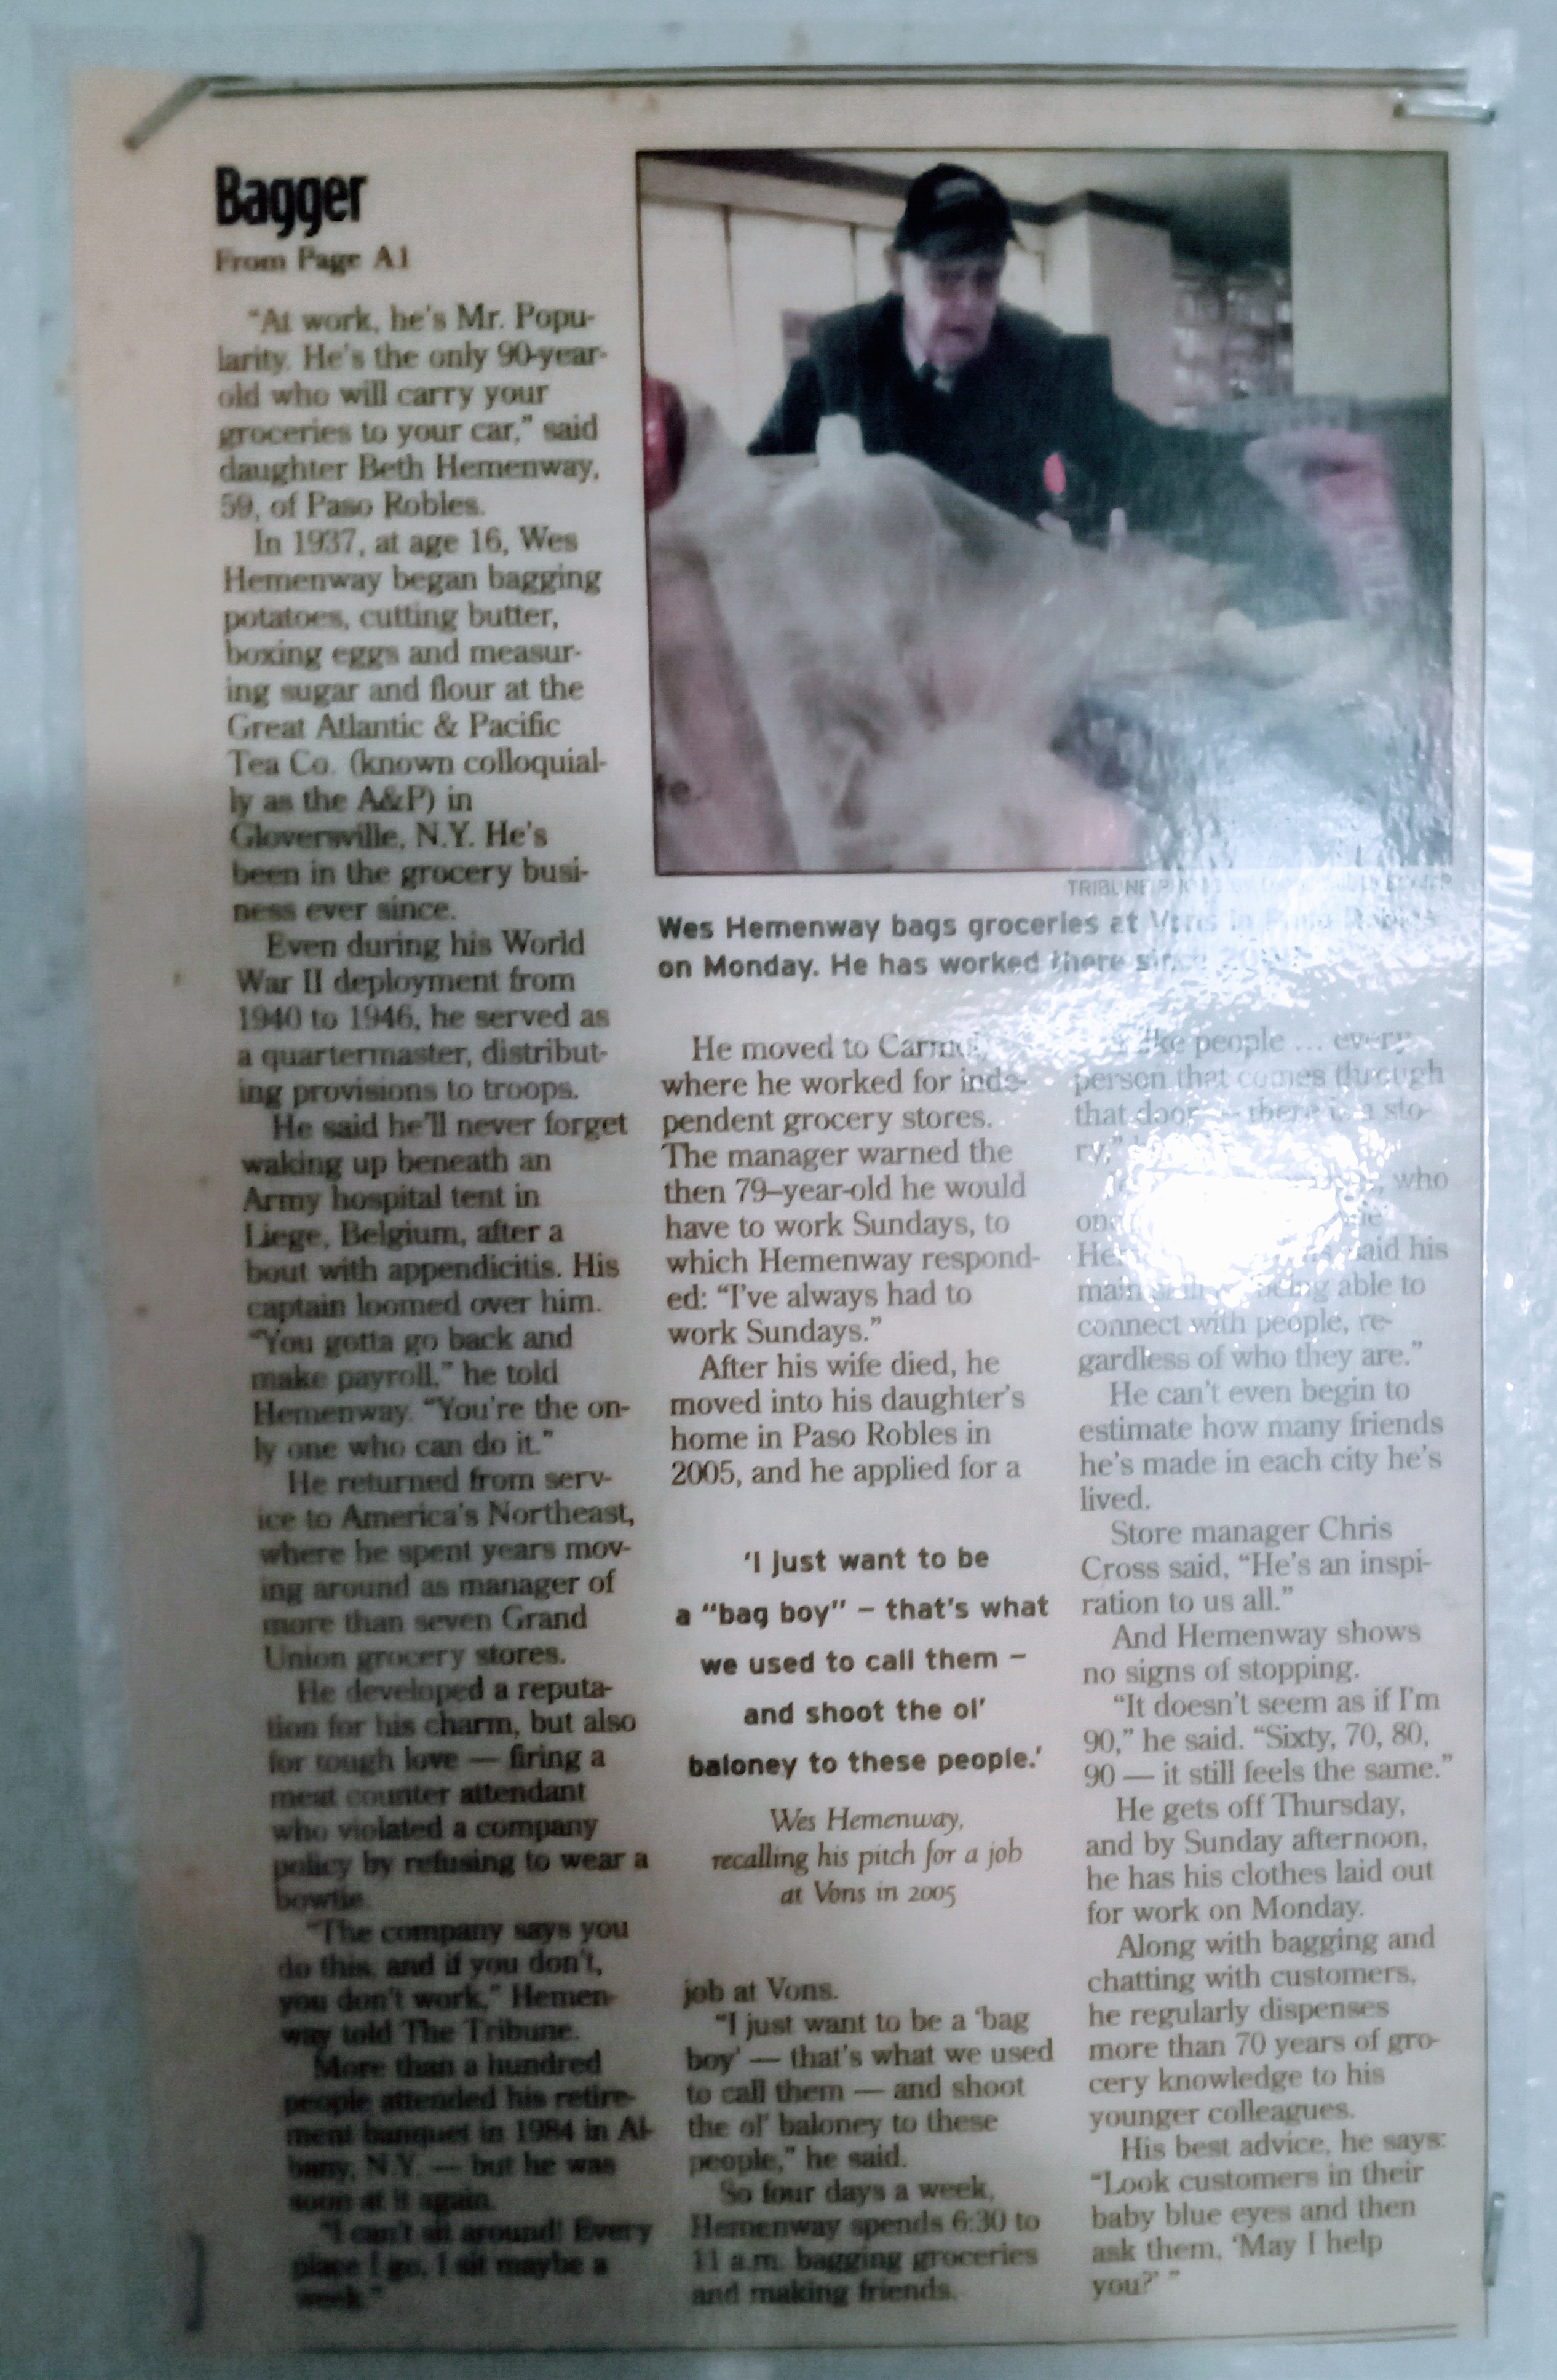 Bagger
From Page A1
"At work, he's Mr. Popu-
larity. He's the only 90-year-
old who will carry your
groceries to your car," said
daughter Beth Hemenway,
59, of Paso Robles.
In 1937, at age 16, Wes
Hemenway began bagging
potatoes, cutting butter,
boxing eggs and measur-
ing sugar and flour at the
Great Atlantic & Pacific
Tea Co. (known colloquial-
ly as the A&P) in
Gloversville, N.Y. He's
been in the grocery busi-
ness ever since.
Even during his World
War II deployment from
1940 to 1946, he served as
a quartermaster, distribut-
ing provisions to troops.
He said he'll never forget
waking up beneath an
Army hospital tent in
Liege, Belgium, after a
bout with appendicitis. His
captain loomed over him.
"You gotta go back and
make payroll," he told
Hemenway. "You're the on-
ly one who can do it."
He returned from serv-
ice to America's Northeast,
where he spent years mov-
ing around as manager of
more than seven Grand
Union grocery stores.
He developed a reputa-
tion for his charm, but also
for tough love — firing a
meat counter attendant
who violated a company
policy by refusing to wear a
bowtie.
"The company says you
do this, and if you don't,
you don't work," Hemen-
way told The Tribune.
More than a hundred
people attended his retire-
ment banquet in 1984 in Al-
bany, N.Y. — but he was
soon at it again.
"I can't sit around! Every
place I go, I sit maybe a
week."
TRIBUNE
Wes Hemenway bags groceries at Vons in Paso Robles
on Monday. He has worked there since
He moved to Carmel,
where he worked for inde-
pendent grocery stores.
The manager warned the
then 79–year-old he would
have to work Sundays, to
which Hemenway respond-
ed: "I've always had to
work Sundays."
After his wife died, he
moved into his daughter's
home in Paso Robles in
2005, and he applied for a
'I just want to be
a "bag boy" – that's what
we used to call them –
and shoot the ol'
baloney to these people.'
Wes Hemenway,
recalling his pitch for a job
at Vons in 2005
job at Vons.
"I just want to be a 'bag
boy' — that's what we used
to call them — and shoot
the ol' baloney to these
people," he said.
So four days a week,
Hemenway spends 6:30 to
11 a.m. bagging groceries
and making friends.
like people ... every
person that comes through
that door — there is a sto-
ry,"
who
said his
main being able to
connect with people, re-
gardless of who they are."
He can't even begin to
estimate how many friends
he's made in each city he's
lived.
Store manager Chris
Cross said, "He's an inspi-
ration to us all."
And Hemenway shows
no signs of stopping.
"It doesn't seem as if I'm
90," he said. "Sixty, 70, 80,
90 — it still feels the same."
He gets off Thursday,
and by Sunday afternoon,
he has his clothes laid out
for work on Monday.
Along with bagging and
chatting with customers,
he regularly dispenses
more than 70 years of gro-
cery knowledge to his
younger colleagues.
His best advice, he says:
"Look customers in their
baby blue eyes and then
ask them, 'May I help
you?' "